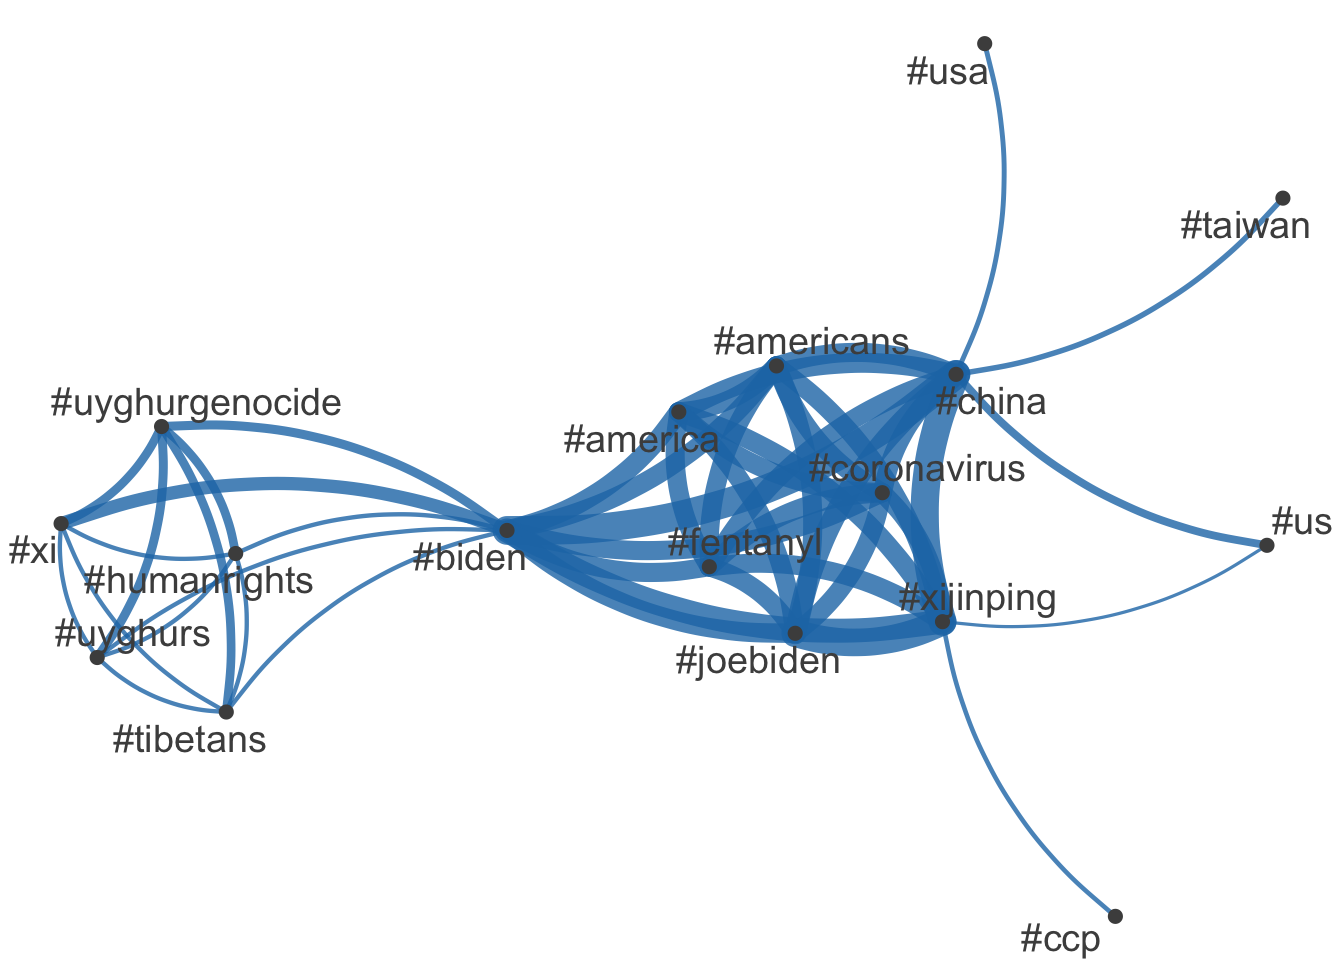 #usa
#taiwan
#americans
#china
#uyghurgenocide
#america
#coronavirus
#us
#xi
#biden
#fentanyl
#humanrights
#xijinping
#uyghurs
#joebiden
#tibetans
#ccp